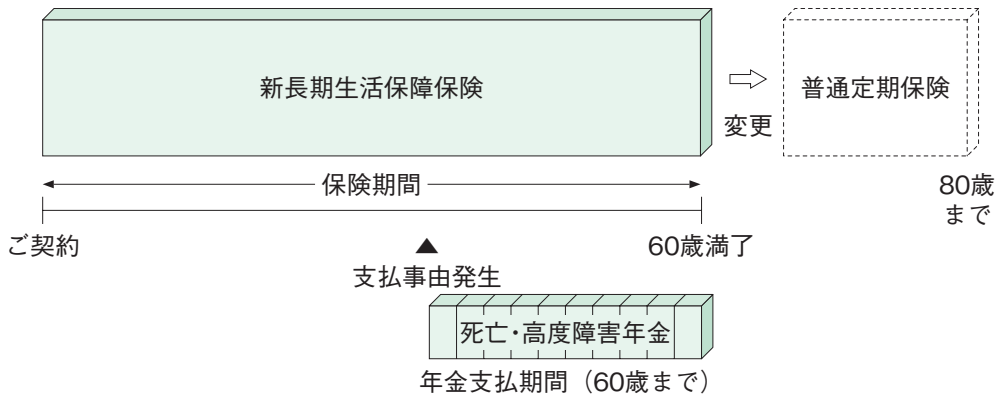 新長期生活保障保険
変更
普通定期保険
保険期間
80歳
まで
ご契約
60歳満了
支払事由発生
死亡・高度障害年金
年金支払期間（60歳まで）